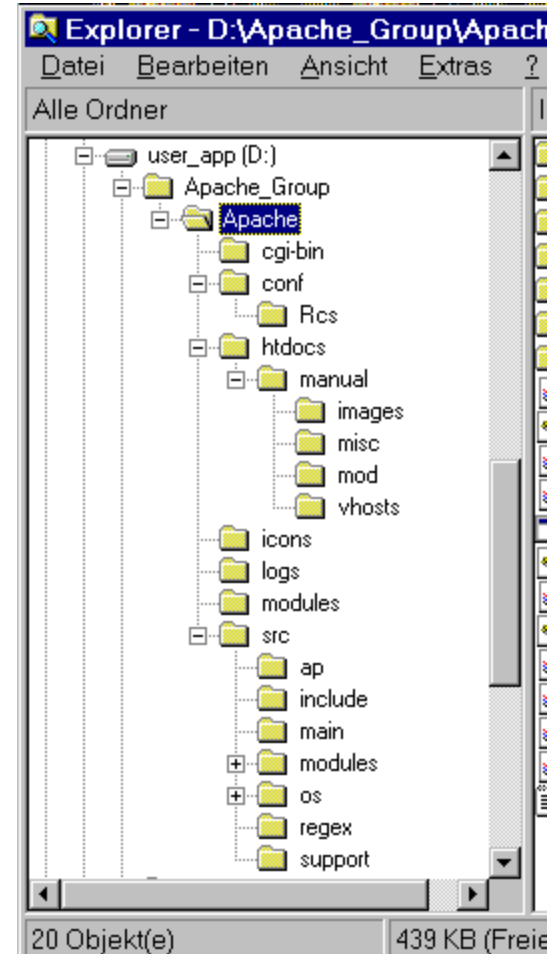 Explorer - D:\Apache_Group\Apach
Datei Bearbeiten Ansicht Extras ?
Alle Ordner
user_app (D:)
Apache_Group
Apache
cgi-bin
conf
Rcs
htdocs
manual
images
misc
mod
vhosts
icons
logs
modules
src
ap
include
main
modules
os
regex
support
20 Objekt(e) 439 KB (Freie